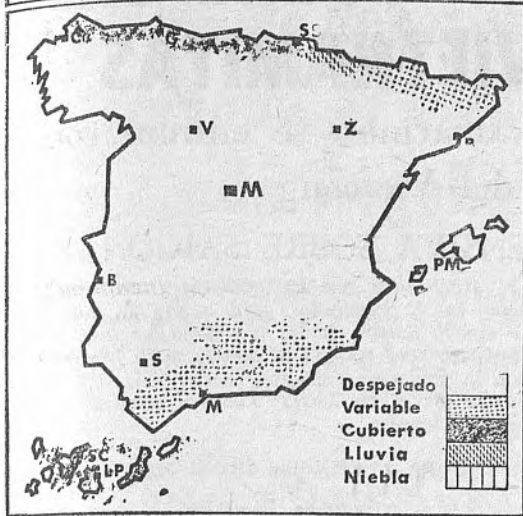 C
G
SS
V
Z
B
M
PM
B
S
M
SC
LP
Despejado
Variable
Cubierto
Lluvia
Niebla